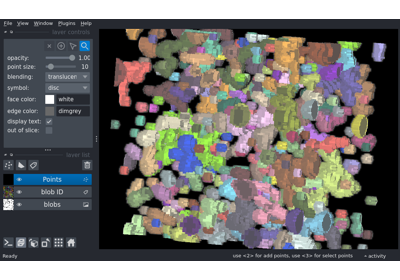 File View Window Plugins Help
layer controls
opacity: 1.00
point size: 10
blending: translucen
symbol: disc
face color: white
edge color: dimgrey
display text:
out of slice:
layer list
Points
blob ID
blobs
Ready
use <2> for add points, use <3> for select points
activity